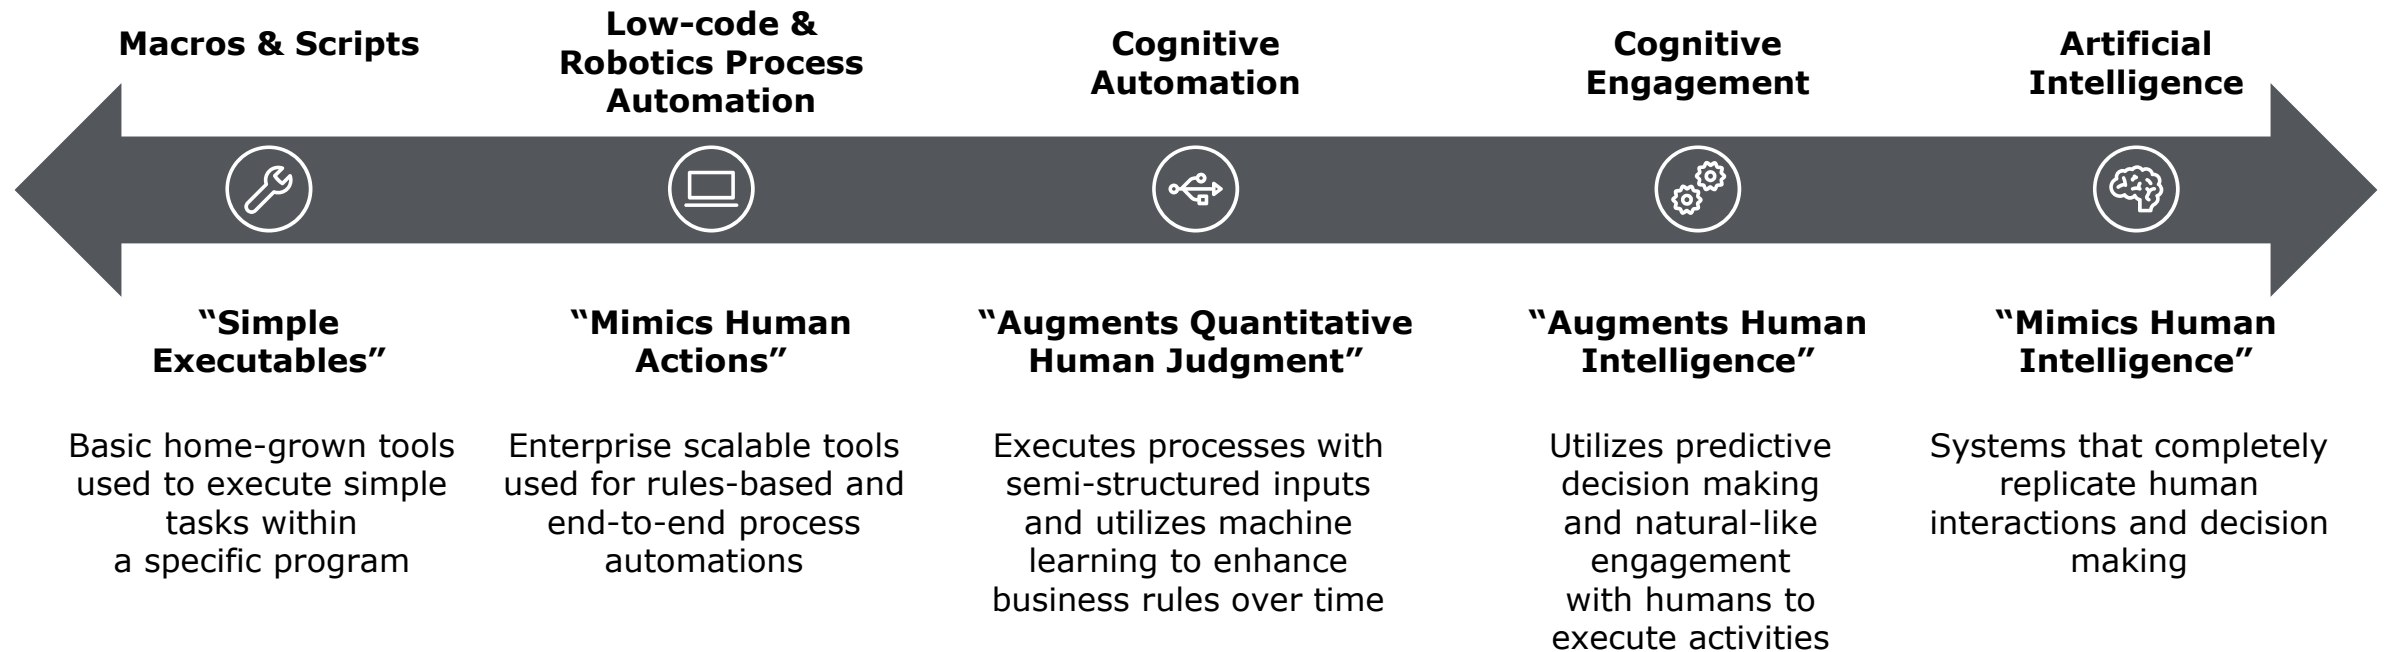 Macros & Scripts
Low-code &
Robotics Process
Automation
Cognitive
Automation
Cognitive
Engagement
Artificial
Intelligence
“Simple
Executables”
“Mimics Human
Actions”
“Augments Quantitative
Human Judgment”
“Augments Human
Intelligence”
“Mimics Human
Intelligence”
Basic home-grown tools
used to execute simple
tasks within
a specific program
Enterprise scalable tools
used for rules-based and
end-to-end process
automations
Executes processes with
semi-structured inputs
and utilizes machine
learning to enhance
business rules over time
Utilizes predictive
decision making
and natural-like
engagement
with humans to
execute activities
Systems that completely
replicate human
interactions and decision
making